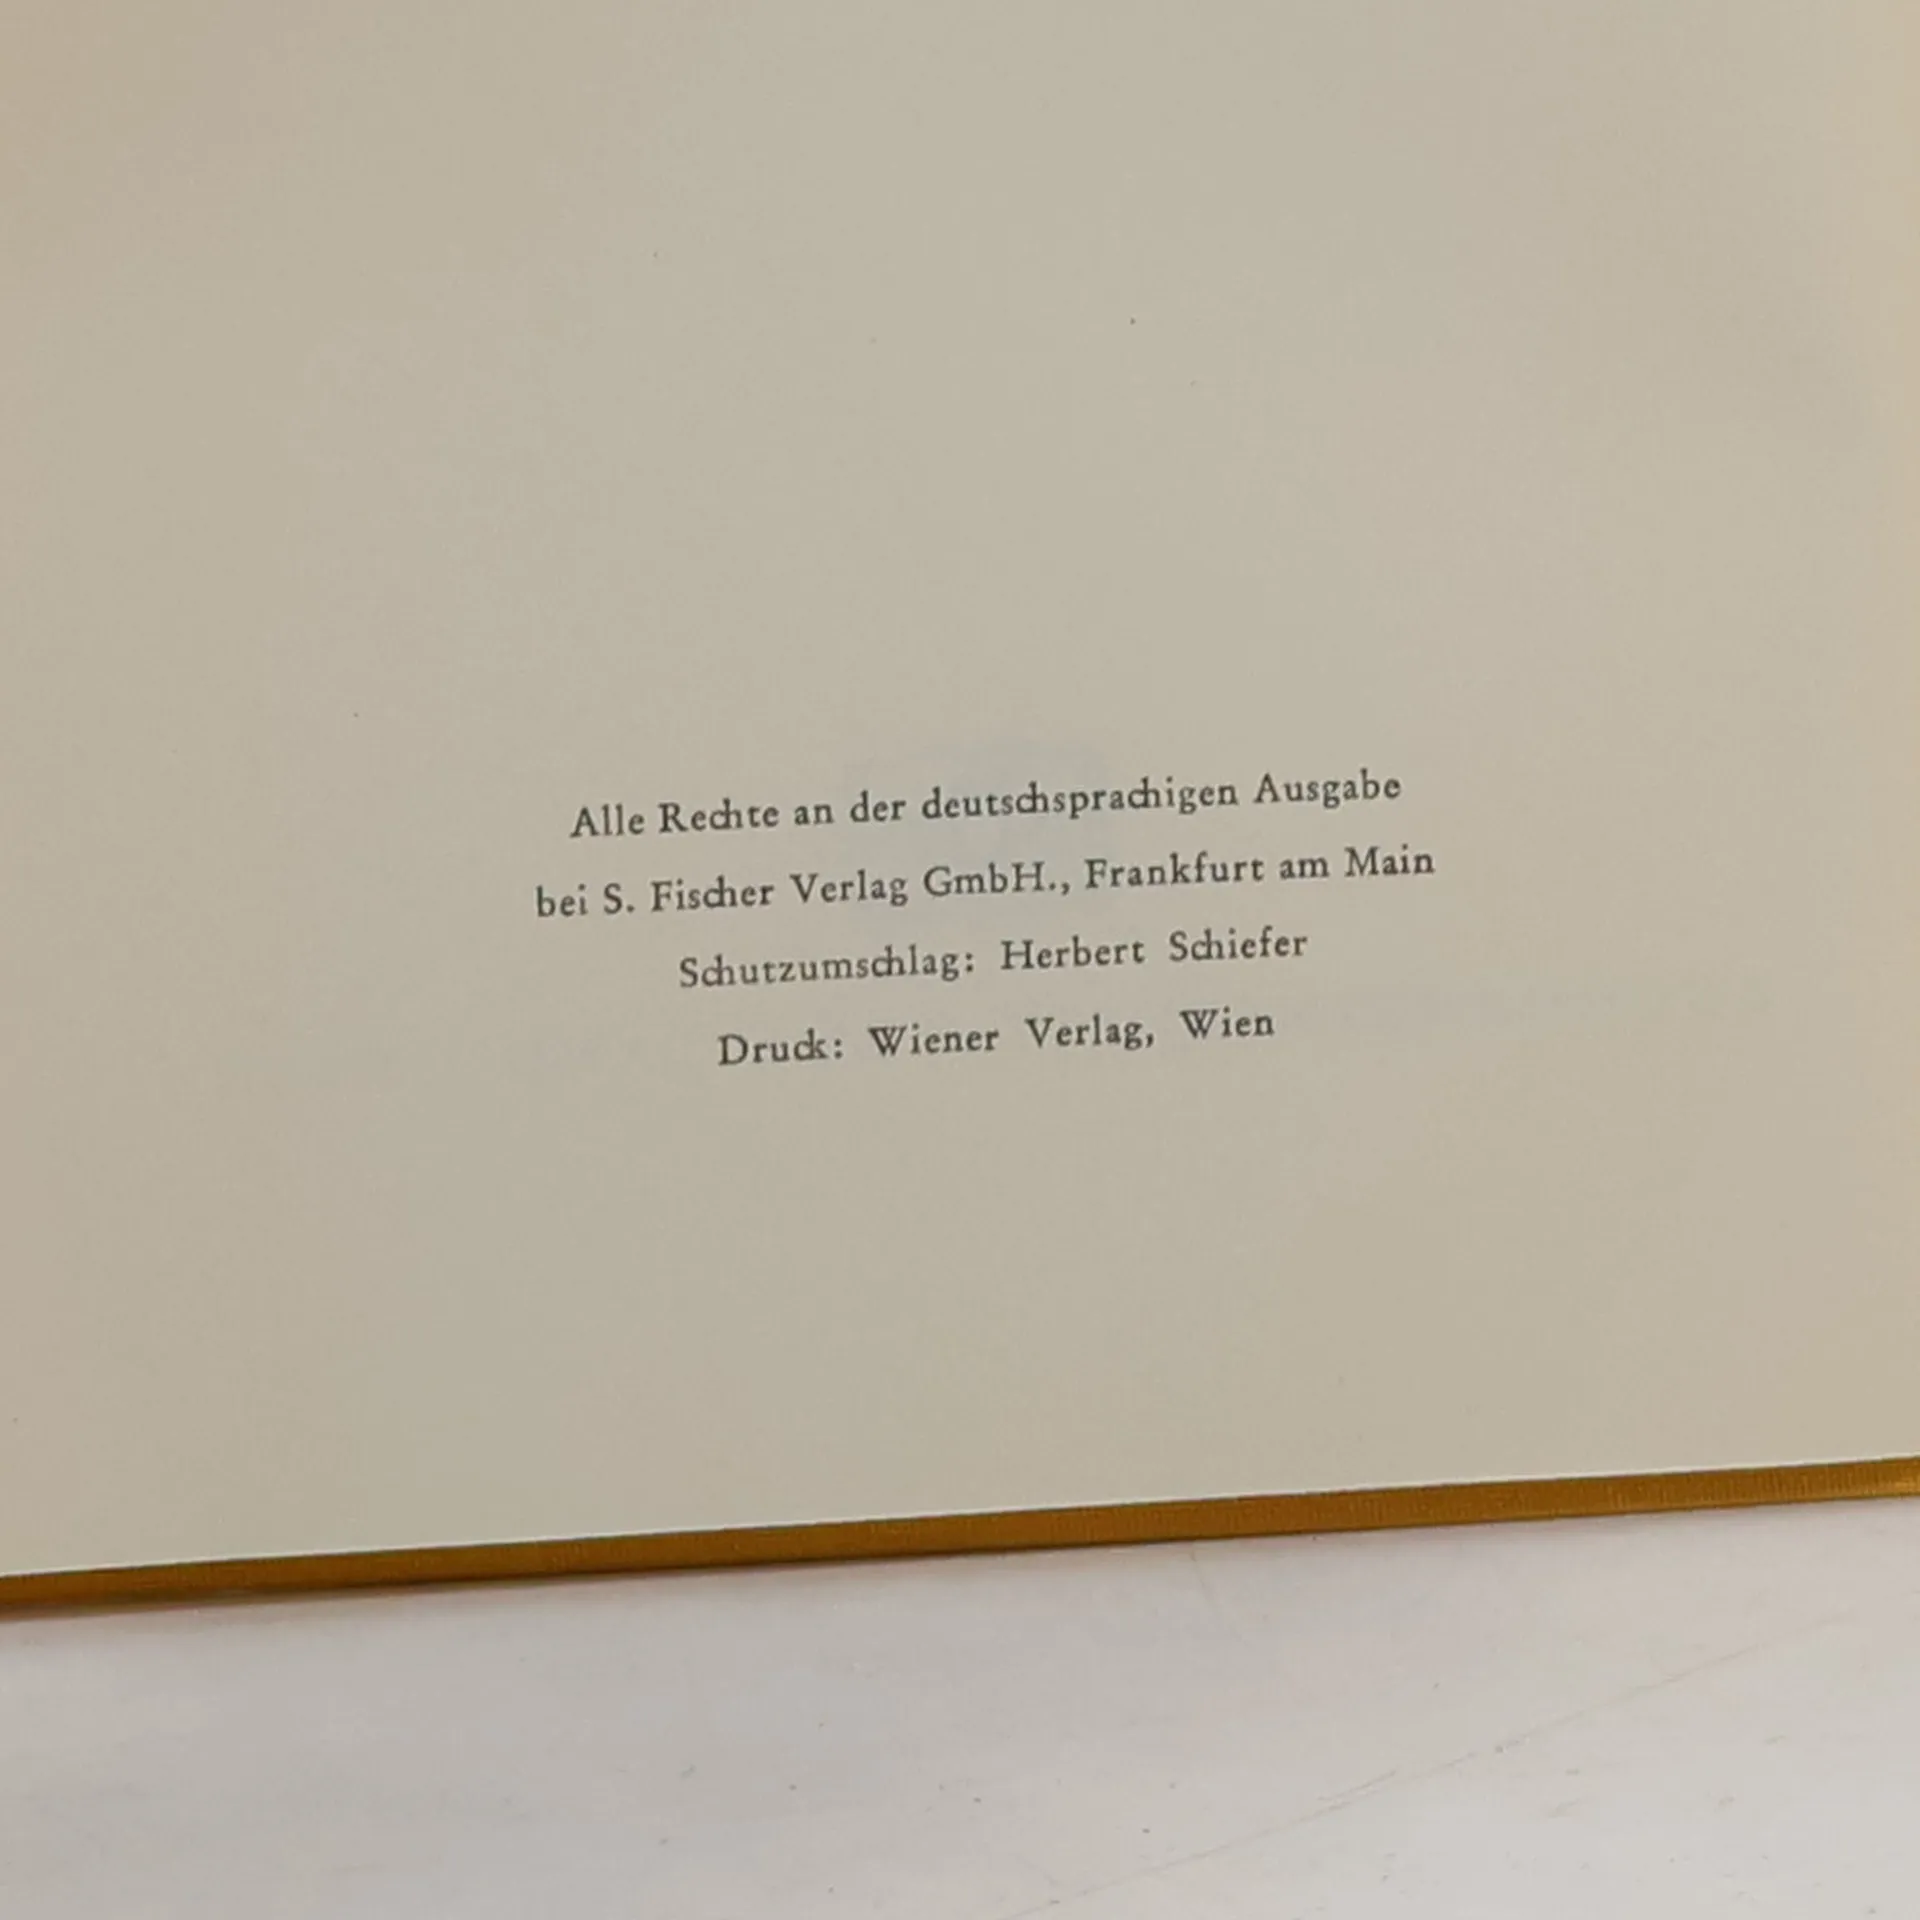 Alle Rechte an der deutschsprachigen Ausgabe
bei S. Fischer Verlag GmbH., Frankfurt am Main
Schutzumschlag: Herbert Schiefer
Druck: Wiener Verlag, Wien